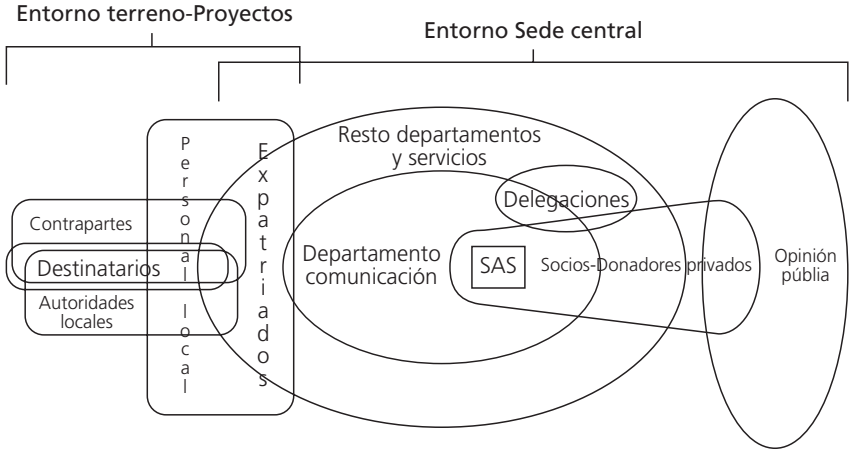 Entorno terreno-Proyectos
Entorno Sede central
Personal local
Expatriados
Resto departamentos
y servicios
Delegaciones
Contrapartes
Destinatarios
Autoridades
locales
Departamento
comunicación
SAS
Socios-Donadores privados
Opinión
públia